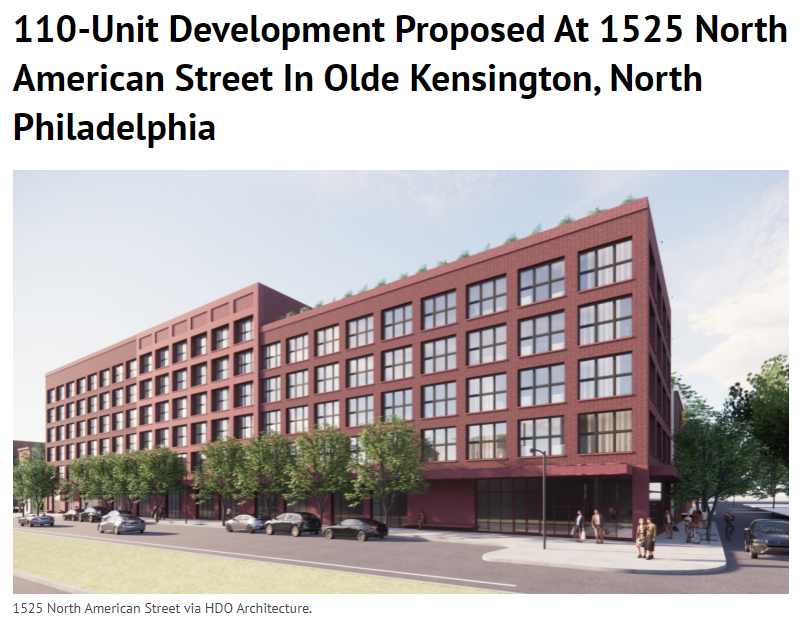 110-Unit Development Proposed At 1525 North
American Street In Olde Kensington, North
Philadelphia
1525 North American Street via HDO Architecture.